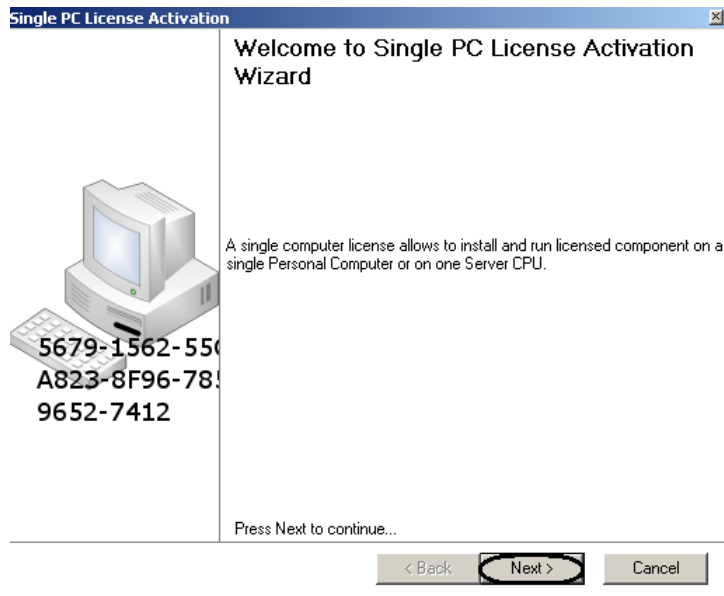 Single PC License Activation
Welcome to Single PC License Activation
Wizard
A single computer license allows to install and run licensed component on a
single Personal Computer or on one Server CPU.
5679-1562-55
A823-8F96-78
9652-7412
Press Next to continue...
< Back
Next >
Cancel